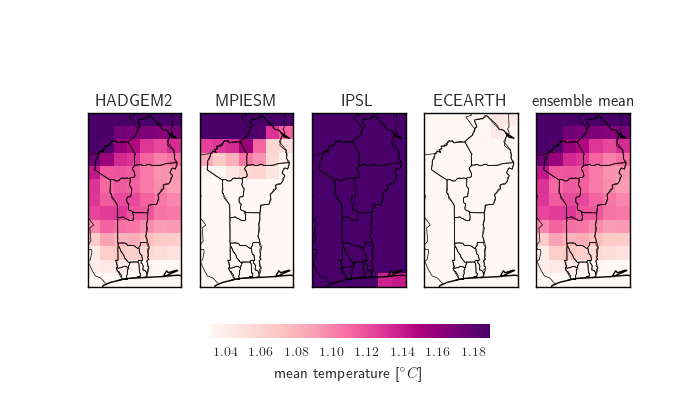 HADGEM2 MPIESM IPSL ECEARTH ensemble mean
1.04 1.06 1.08 1.10 1.12 1.14 1.16 1.18
mean temperature [°C]